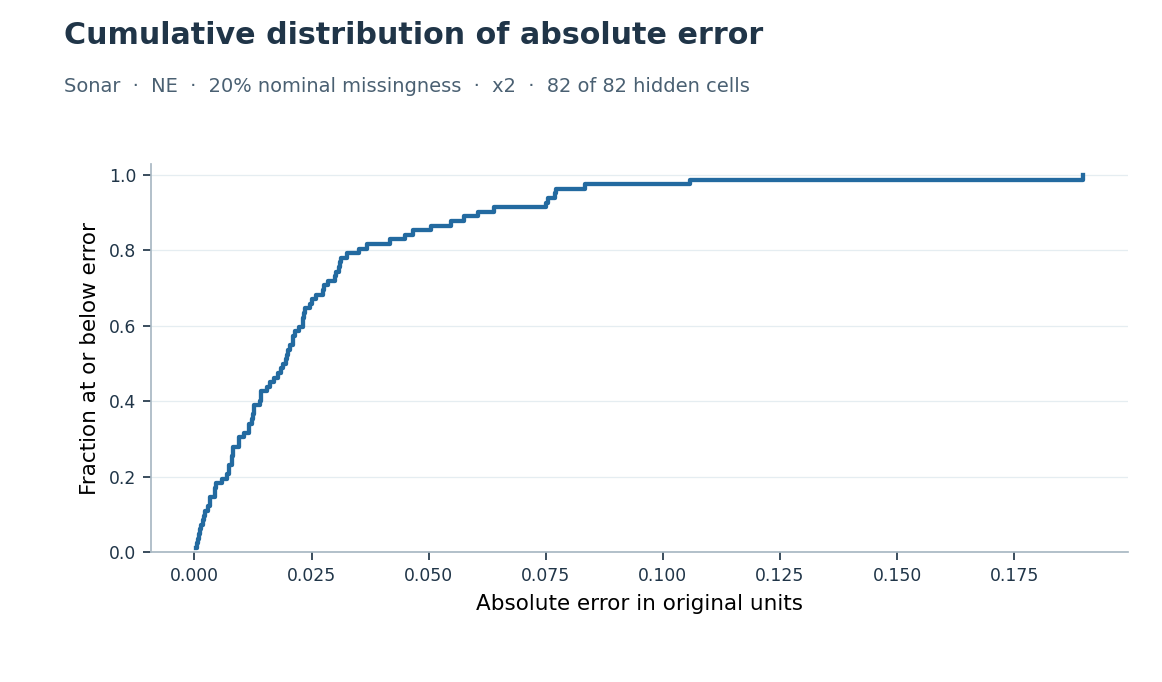 Cumulative distribution of absolute error
Sonar · NE · 20% nominal missingness · x2 · 82 of 82 hidden cells
Fraction at or below error
1.0
0.8
0.6
0.4
0.2
0.0
0.000 0.025 0.050 0.075 0.100 0.125 0.150 0.175
Absolute error in original units